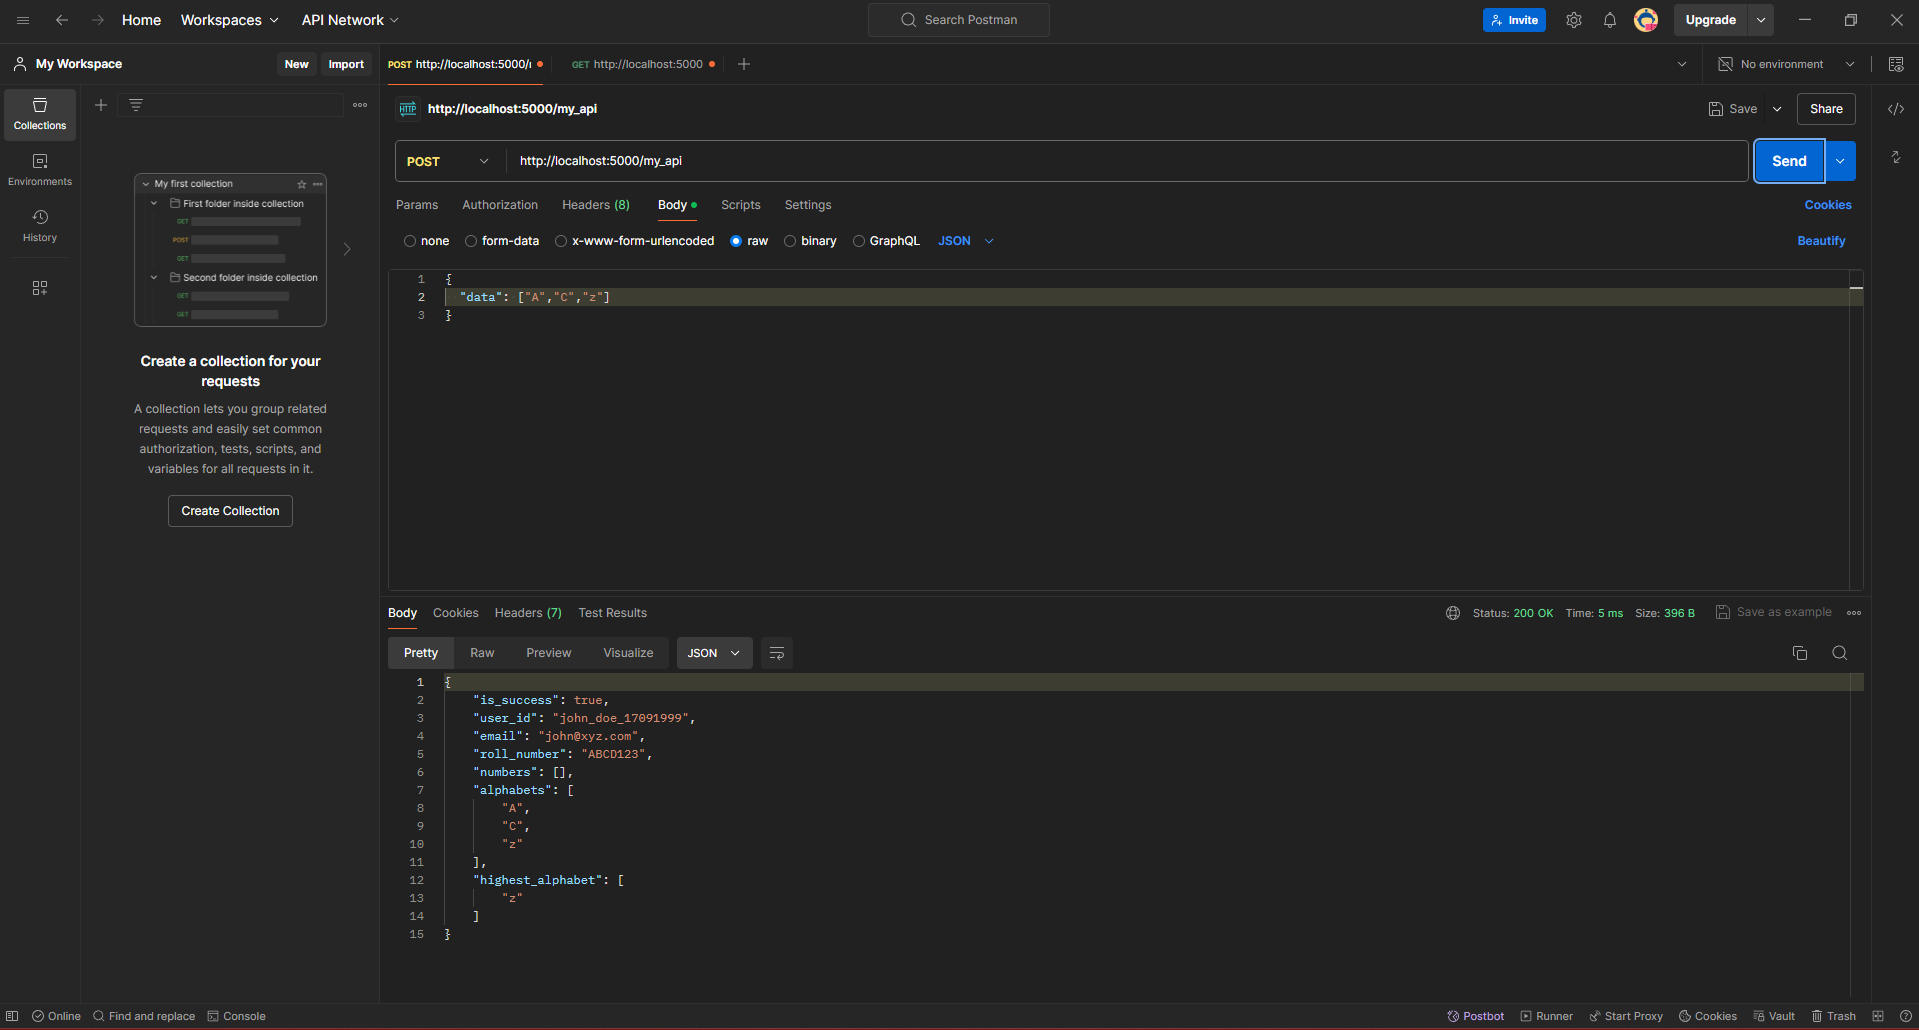 Home Workspaces API Network Search Postman Invite Upgrade
My Workspace New Import POST http://localhost:5000/ GET http://localhost:5000 No environment
Collections
Environments
History
My first collection
First folder inside collection
GET
POST
GET
Second folder inside collection
GET
GET
Create a collection for your
requests
A collection lets you group related
requests and easily set common
authorization, tests, scripts, and
variables for all requests in it.
Create Collection
HTTP http://localhost:5000/my_api Save Share
POST http://localhost:5000/my_api Send
Params Authorization Headers (8) Body Scripts Settings Cookies
none form-data x-www-form-urlencoded raw binary GraphQL JSON Beautify
1 {
2 "data": ["A","C","z"]
3 }
Body Cookies Headers (7) Test Results Status: 200 OK Time: 5 ms Size: 396 B Save as example
Pretty Raw Preview Visualize JSON
1 {
2 "is_success": true,
3 "user_id": "john_doe_17091999",
4 "email": "john@xyz.com",
5 "roll_number": "ABCD123",
6 "numbers": [],
7 "alphabets": [
8 "A",
9 "C",
10 "z"
11 ],
12 "highest_alphabet": [
13 "z"
14 ]
15 }
Online Find and replace Console Postbot Runner Start Proxy Cookies Vault Trash